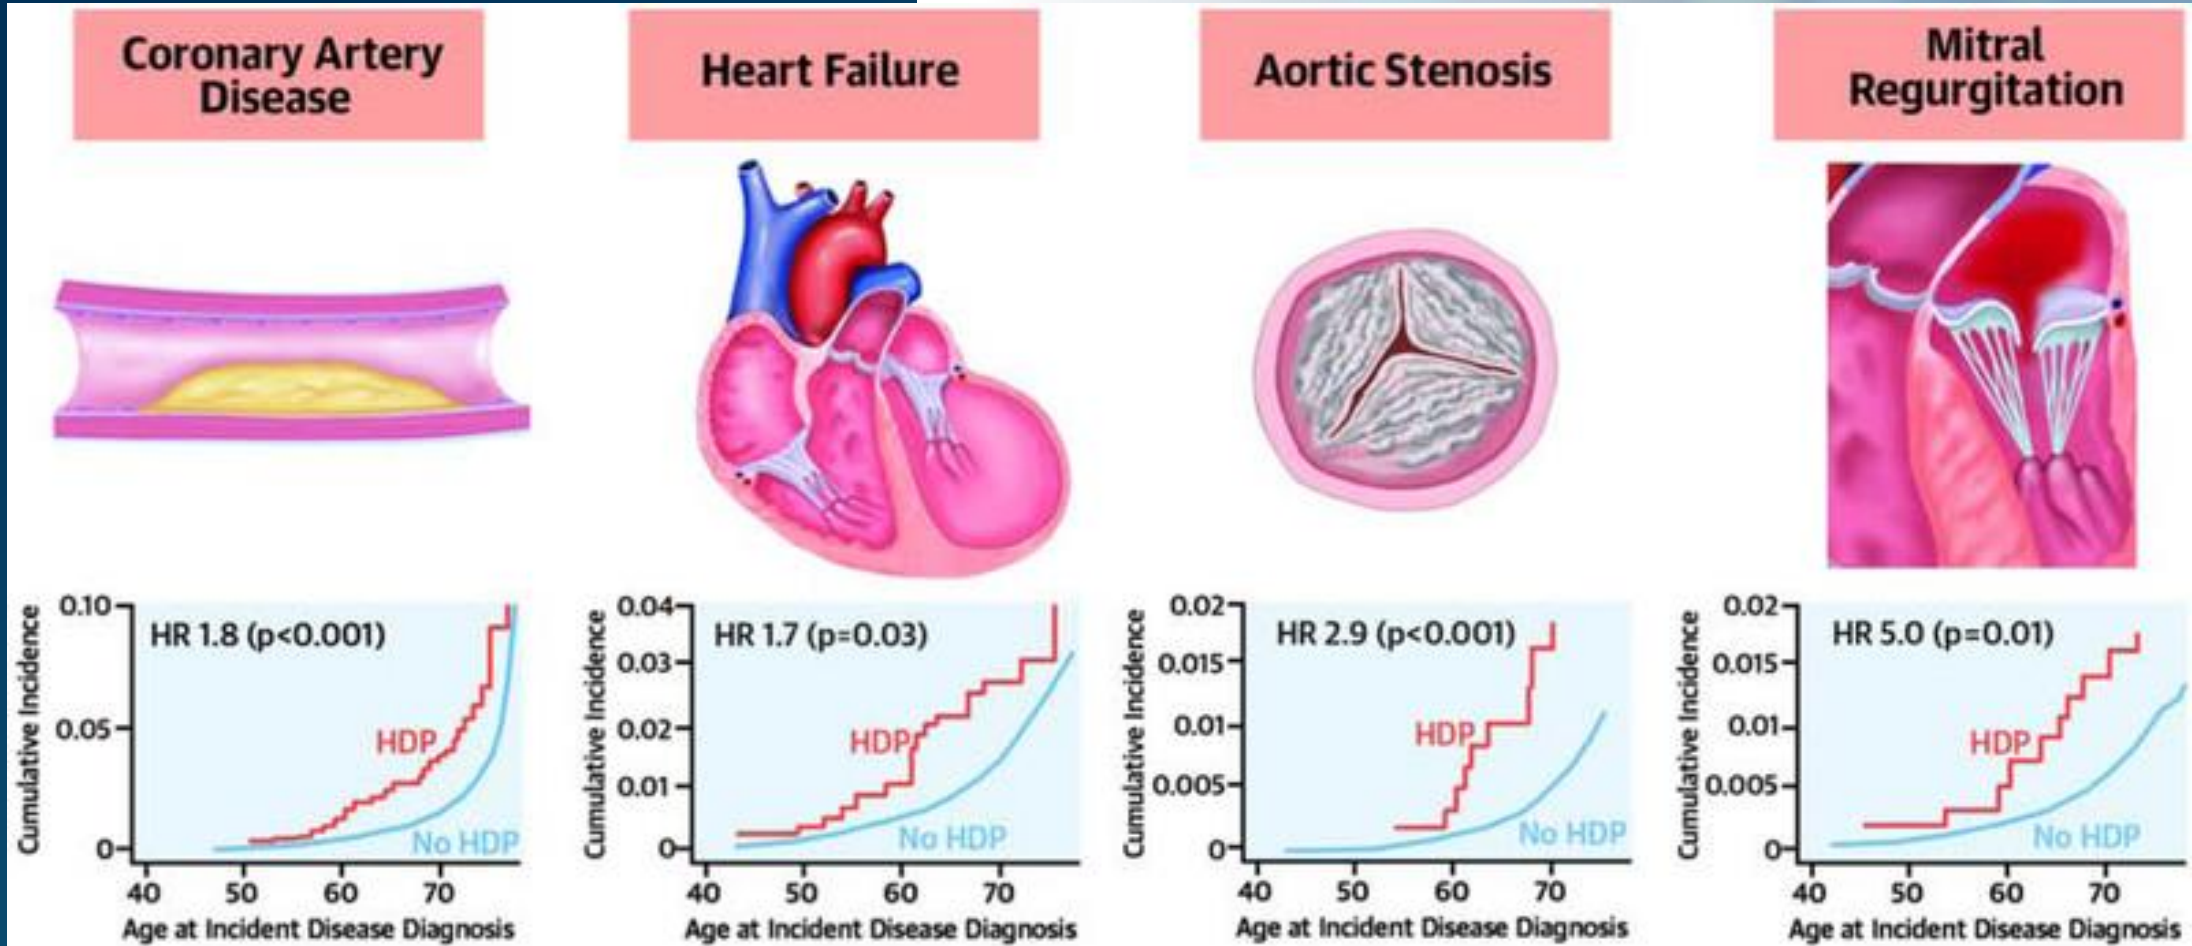 Coronary Artery
Disease
Heart Failure
Aortic Stenosis
Mitral
Regurgitation
Cumulative Incidence
0.10
0.05
0
HR 1.8 (p<0.001)
HDP
No HDP
40 50 60 70
Age at Incident Disease Diagnosis
Cumulative Incidence
0.04
0.03
0.02
0.01
0
HR 1.7 (p=0.03)
HDP
No HDP
40 50 60 70
Age at Incident Disease Diagnosis
Cumulative Incidence
0.02
0.015
0.01
0.005
0
HR 2.9 (p<0.001)
HDP
No HDP
40 50 60 70
Age at Incident Disease Diagnosis
Cumulative Incidence
0.02
0.015
0.01
0.005
0
HR 5.0 (p=0.01)
HDP
No HDP
40 50 60 70
Age at Incident Disease Diagnosis